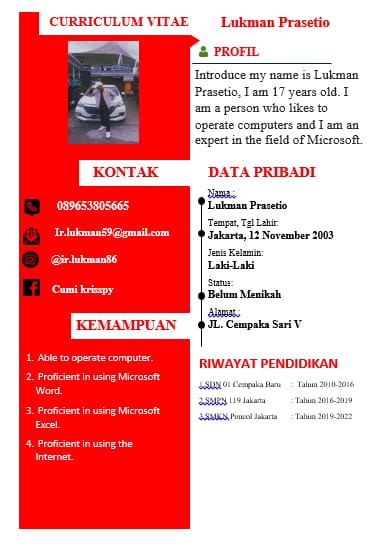 CURRICULUM VITAE
Lukman Prasetio
PROFIL
Introduce my name is Lukman
Prasetio, I am 17 years old. I
am a person who likes to
operate computers and I am an
expert in the field of Microsoft.
KONTAK
089653805665
Ir.lukman59@gmail.com
@ir.lukman86
Cumi krisspy
KEMAMPUAN
1. Able to operate computer.
2. Proficient in using Microsoft
Word.
3. Proficient in using Microsoft
Excel.
4. Proficient in using the
Internet.
DATA PRIBADI
Nama :
Lukman Prasetio
Tempat, Tgl Lahir:
Jakarta, 12 November 2003
Jenis Kelamin:
Laki-Laki
Status:
Belum Menikah
Alamat :
JL. Cempaka Sari V
RIWAYAT PENDIDIKAN
1.SDN 01 Cempaka Baru : Tahun 2010-2016
2.SMPN 119 Jakarta : Tahun 2016-2019
3.SMKN Poncol Jakarta : Tahun 2019-2022